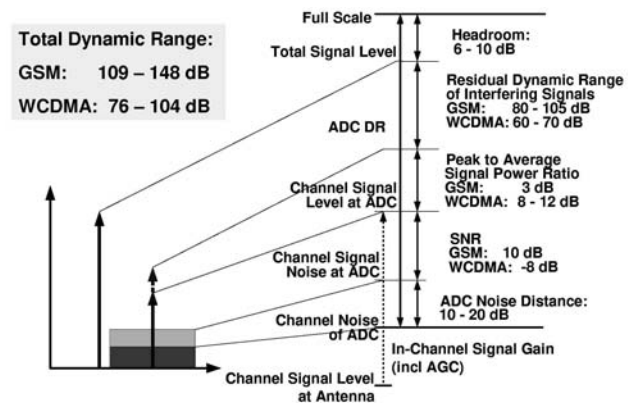 Total Dynamic Range:
GSM: 109 – 148 dB
WCDMA: 76 – 104 dB
Full Scale
Total Signal Level
ADC DR
Channel Signal
Level at ADC
Channel Signal
Noise at ADC
Channel Noise
of ADC
Channel Signal Level
at Antenna
Headroom:
6 - 10 dB
Residual Dynamic Range
of Interfering Signals
GSM: 80 - 105 dB
WCDMA: 60 - 70 dB
Peak to Average
Signal Power Ratio
GSM: 3 dB
WCDMA: 8 - 12 dB
SNR
GSM: 10 dB
WCDMA: -8 dB
ADC Noise Distance:
10 - 20 dB
In-Channel Signal Gain
(incl AGC)